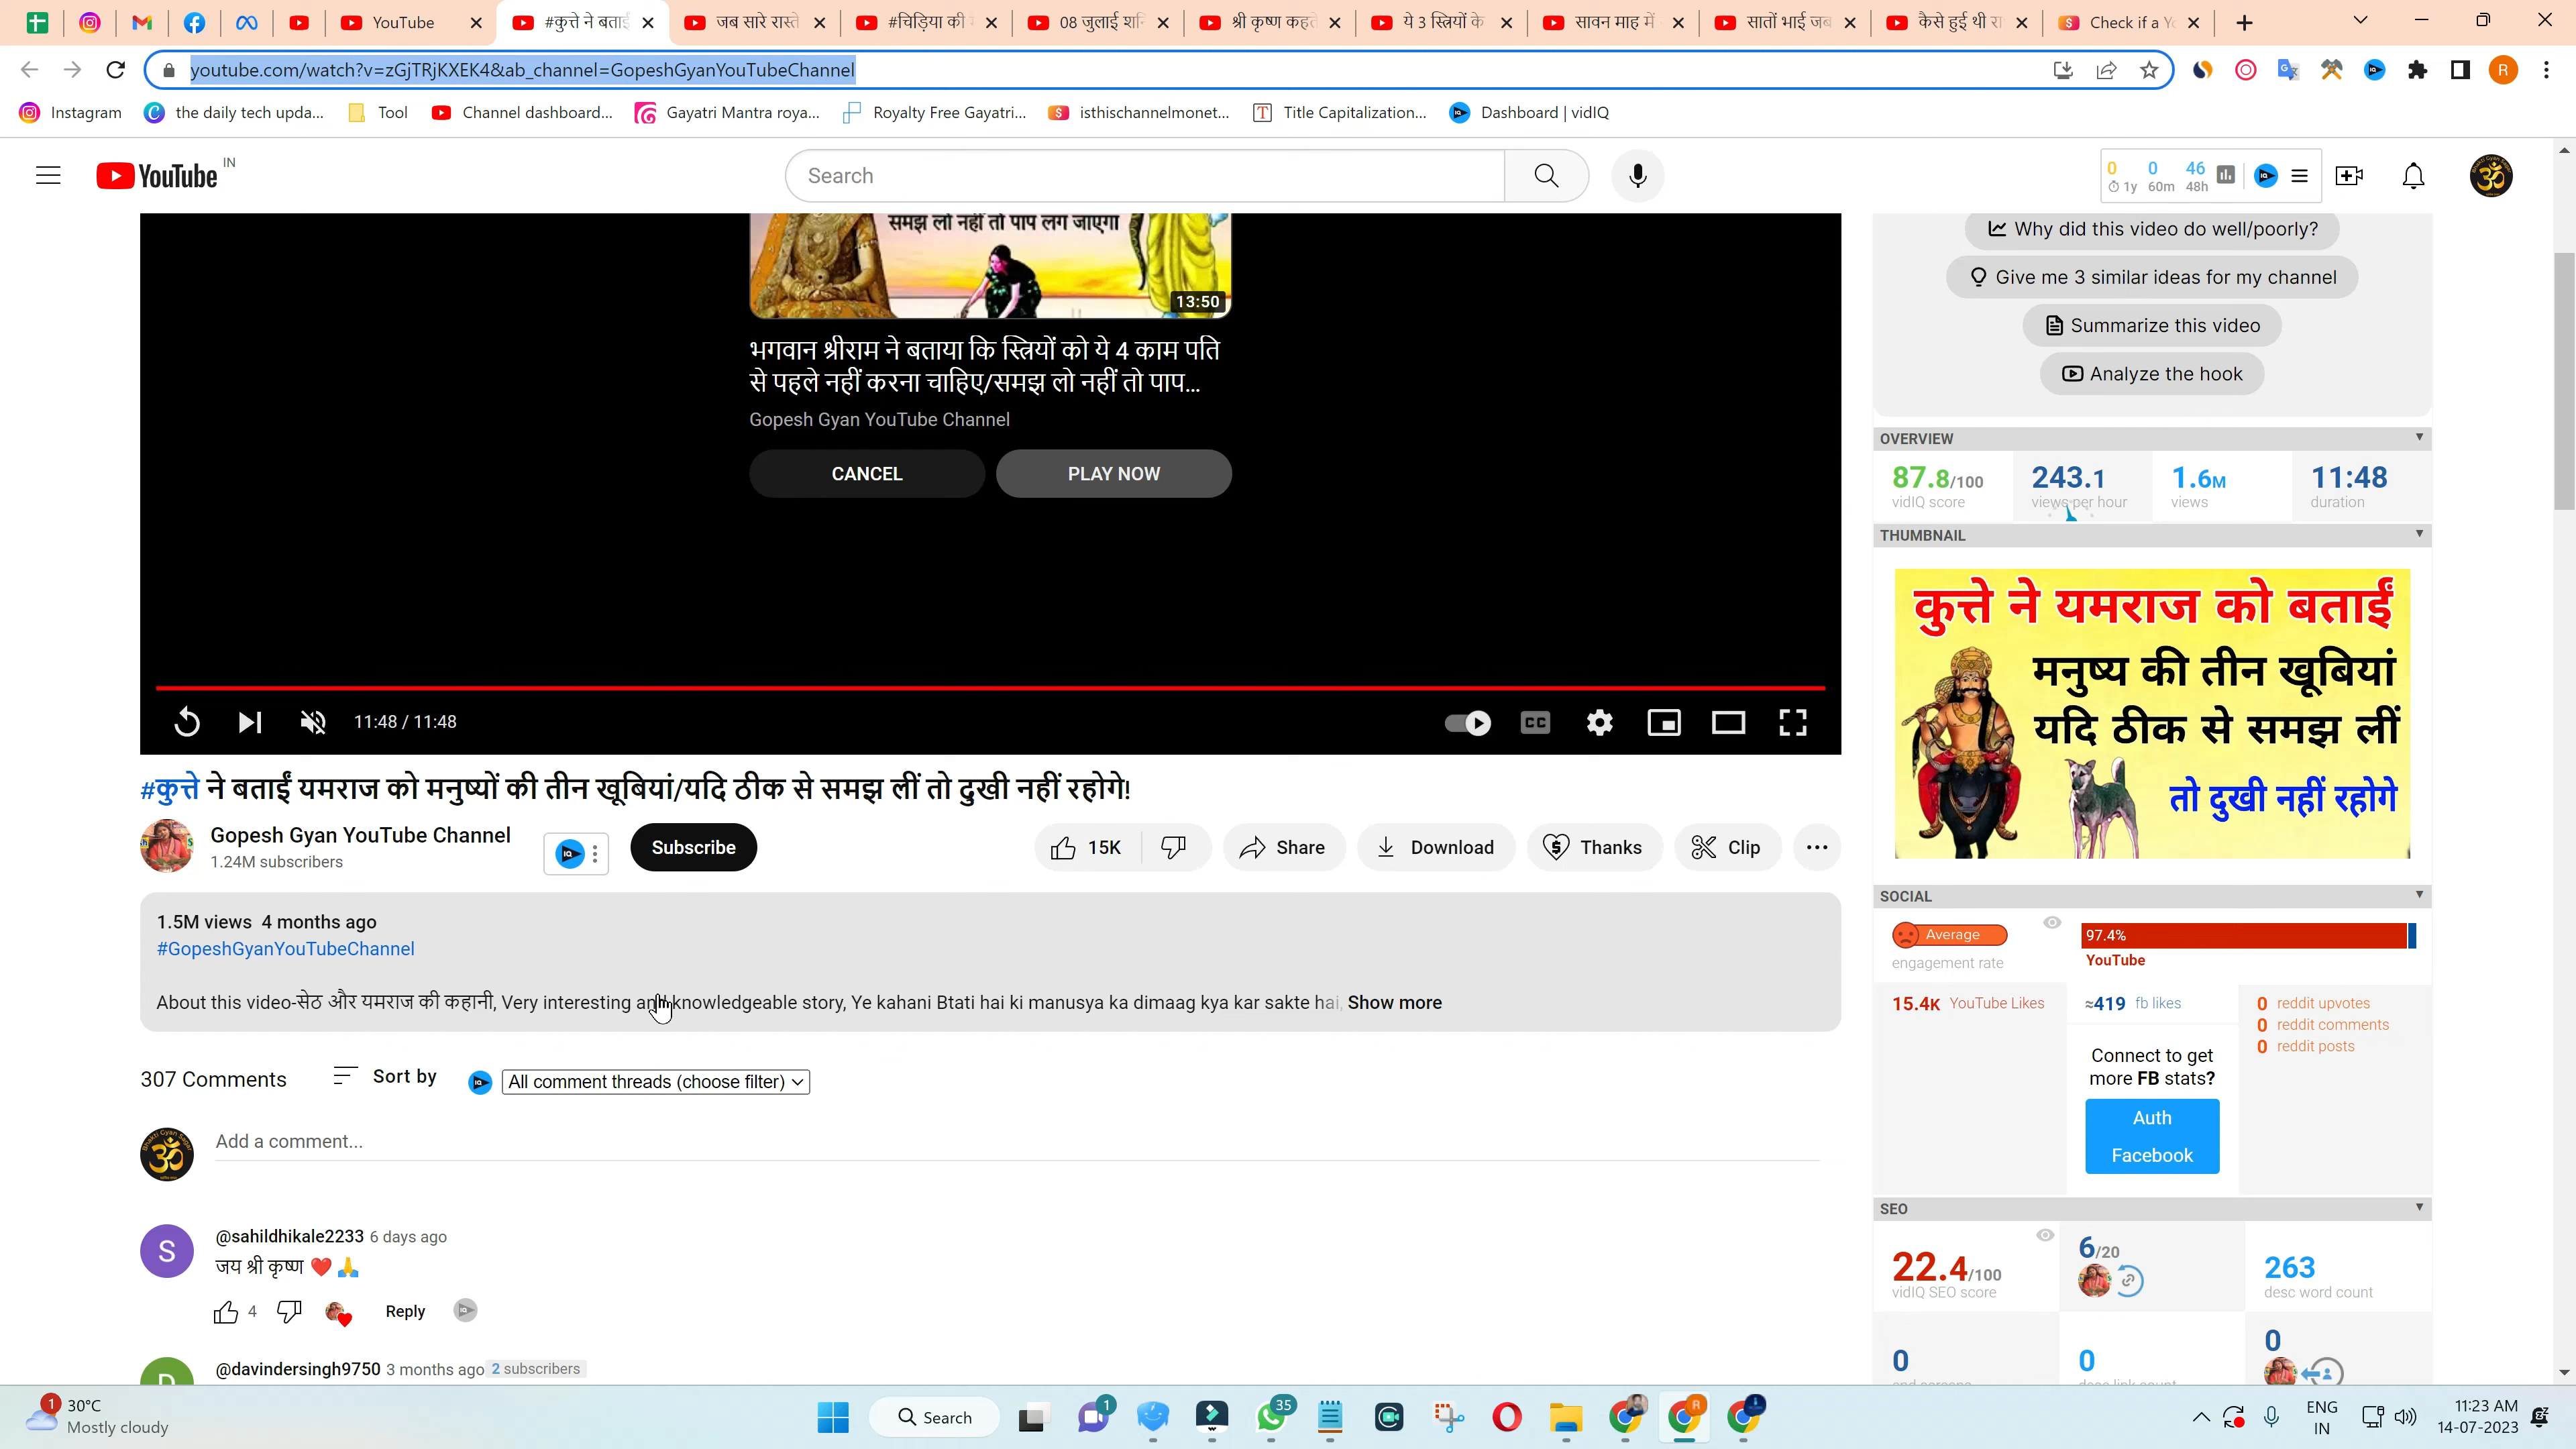 YouTube
#कुत्ते ने बताई
जब सारे रास्ते
#चिड़िया की
08 जुलाई शनि
श्री कृष्ण कहते
ये 3 स्त्रियों के
सावन माह में
सातों भाई जब
कैसे हुई थी रा
Check if a Yo
youtube.com/watch?v=zGjTRjKXEK4&ab_channel=GopeshGyanYouTubeChannel
R
Instagram
the daily tech upda...
Tool
Channel dashboard...
Gayatri Mantra roya...
Royalty Free Gayatri...
isthischannelmonet...
Title Capitalization...
Dashboard | vidIQ
YouTube IN
Search
0 0 46
1y 60m 48h
समझ लो नहीं तो पाप लग जाएगा
13:50
भगवान श्रीराम ने बताया कि स्त्रियों को ये 4 काम पति
से पहले नहीं करना चाहिए/समझ लो नहीं तो पाप...
Gopesh Gyan YouTube Channel
CANCEL
PLAY NOW
11:48 / 11:48
CC
#कुत्ते ने बताईं यमराज को मनुष्यों की तीन खूबियां/यदि ठीक से समझ लीं तो दुखी नहीं रहोगे!
Gopesh Gyan YouTube Channel
1.24M subscribers
Subscribe
15K
Share
Download
Thanks
Clip
1.5M views 4 months ago
#GopeshGyanYouTubeChannel
About this video-सेठ और यमराज की कहानी, Very interesting and knowledgeable story, Ye kahani Btati hai ki manusya ka dimaag kya kar sakte hai, Show more
307 Comments
Sort by
All comment threads (choose filter)
Add a comment...
@sahildhikale2233 6 days ago
जय श्री कृष्ण ❤️🙏
4
Reply
@davindersingh9750 3 months ago 2 subscribers
Why did this video do well/poorly?
Give me 3 similar ideas for my channel
Summarize this video
Analyze the hook
OVERVIEW
87.8/100
vidIQ score
243.1
views per hour
1.6M
views
11:48
duration
THUMBNAIL
कुत्ते ने यमराज को बताईं
मनुष्य की तीन खूबियां
यदि ठीक से समझ लीं
तो दुखी नहीं रहोगे
SOCIAL
Average
engagement rate
97.4%
YouTube
15.4K YouTube Likes
≈419 fb likes
0 reddit upvotes
0 reddit comments
0 reddit posts
Connect to get
more FB stats?
Auth
Facebook
SEO
22.4/100
vidIQ SEO score
6/20
263
desc word count
0
0
0
1
30°C
Mostly cloudy
Search
1
35
ENG
IN
11:23 AM
14-07-2023